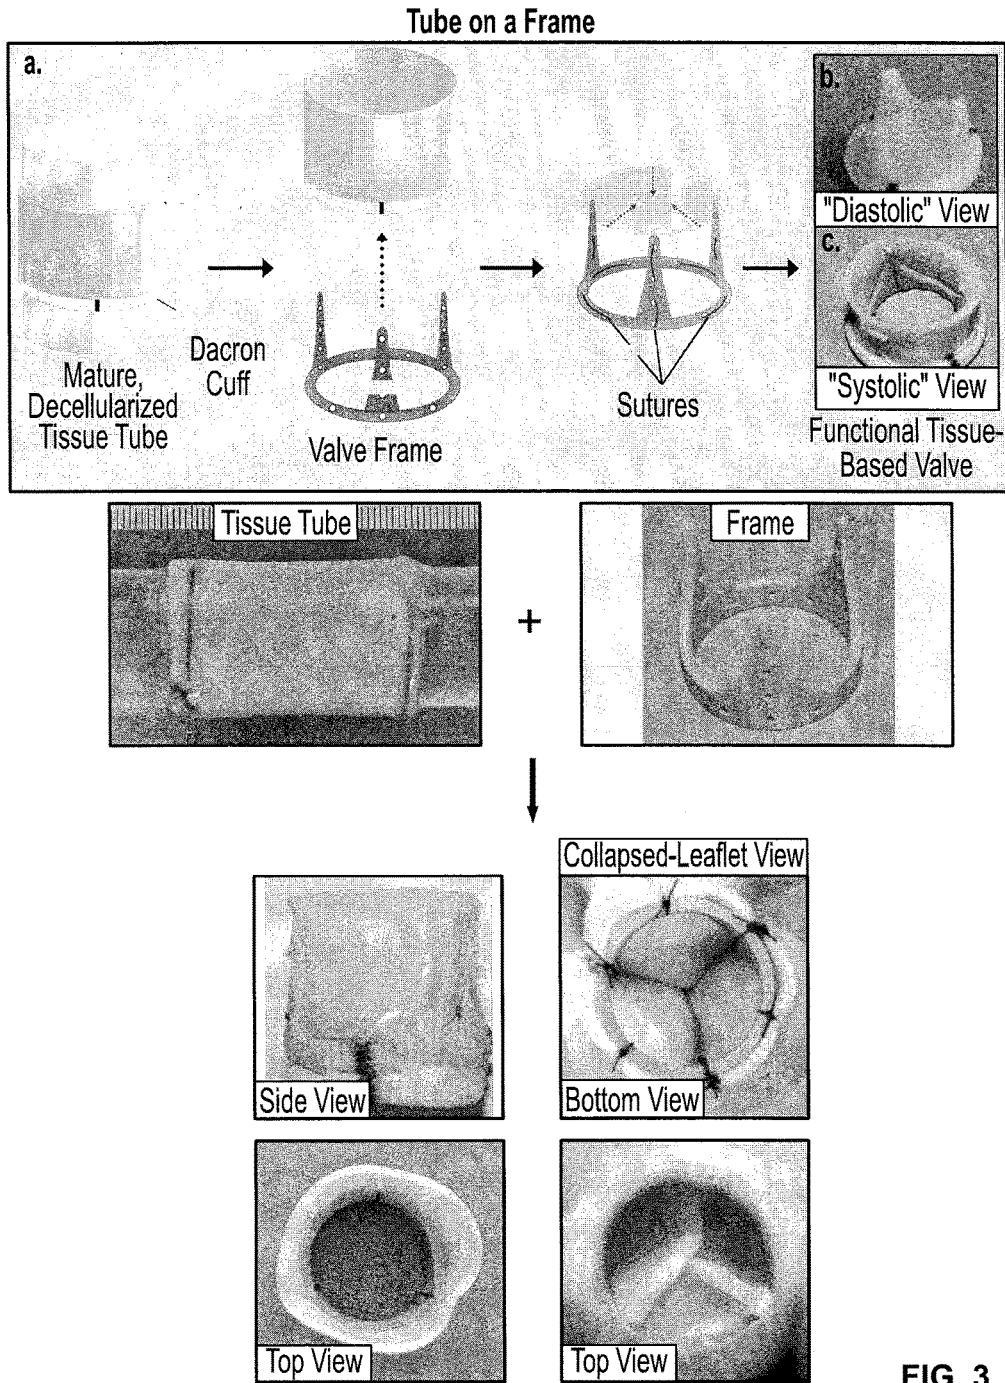 Tube on a Frame
a.
Mature,
Decellularized
Tissue Tube
Dacron
Cuff
Valve Frame
Sutures
b.
"Diastolic" View
c.
"Systolic" View
Functional Tissue-
Based Valve
Tissue Tube
+
Frame
Side View
Collapsed-Leaflet View
Bottom View
Top View
Top View
FIG. 3